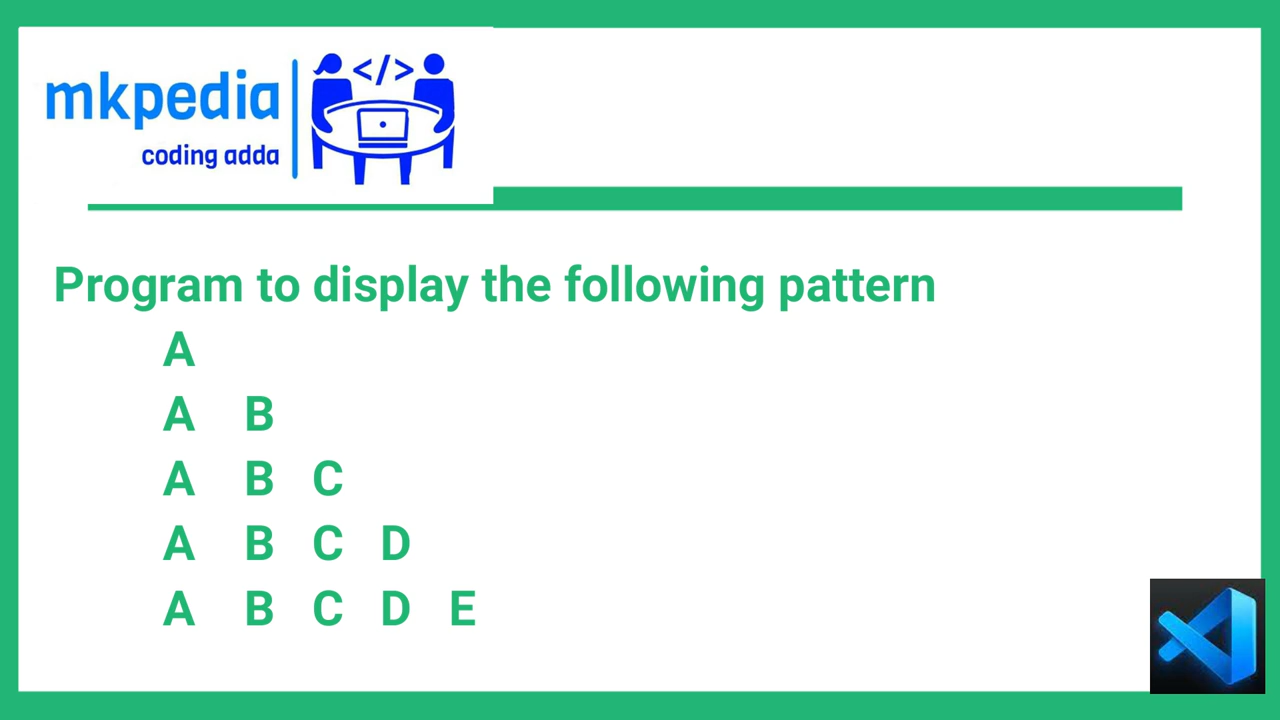 mkpedia
</>
coding adda
Program to display the following pattern
A
A B
A B C
A B C D
A B C D E